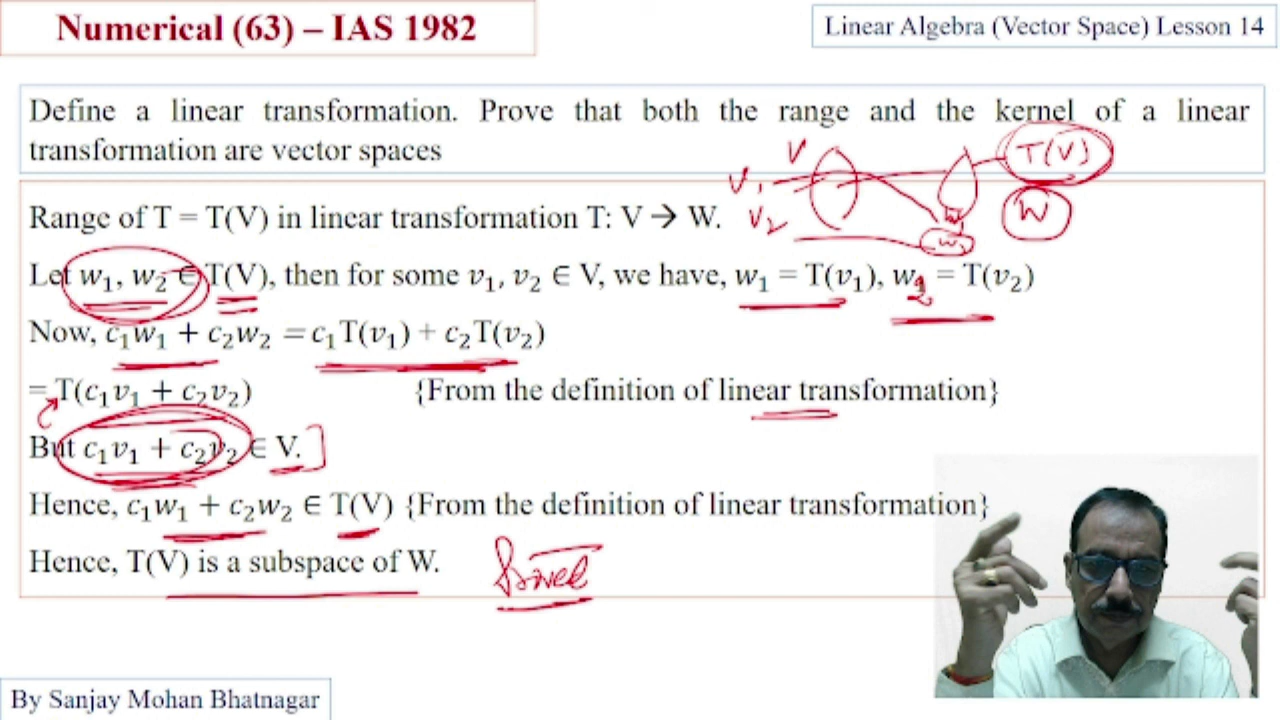 Numerical (63) – IAS 1982
Linear Algebra (Vector Space) Lesson 14
Define a linear transformation. Prove that both the range and the kernel of a linear
transformation are vector spaces
V
T(V)
V₁
V₂
W
W₁
Range of T = T(V) in linear transformation T: V → W.
Let w₁, w₂ ∈ T(V), then for some v₁, v₂ ∈ V, we have, w₁ = T(v₁), w₂ = T(v₂)
Now, c₁w₁ + c₂w₂ = c₁T(v₁) + c₂T(v₂)
= T(c₁v₁ + c₂v₂) {From the definition of linear transformation}
But c₁v₁ + c₂v₂ ∈ V.
Hence, c₁w₁ + c₂w₂ ∈ T(V) {From the definition of linear transformation}
Hence, T(V) is a subspace of W.
Proved
By Sanjay Mohan Bhatnagar